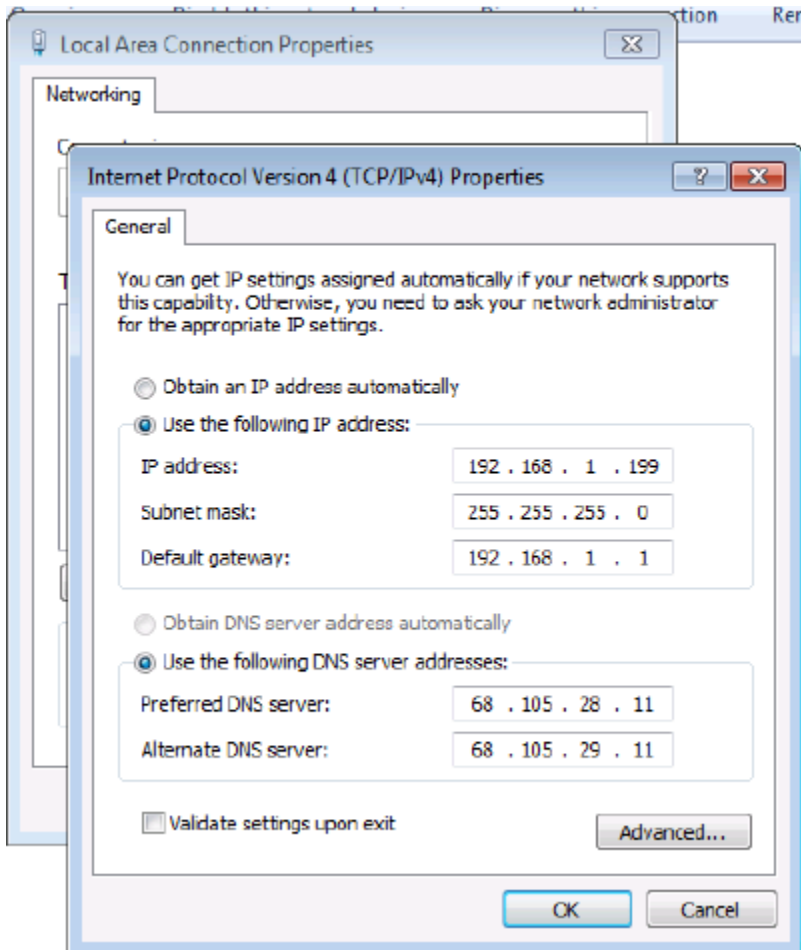 Local Area Connection Properties
Networking
Internet Protocol Version 4 (TCP/IPv4) Properties
General
You can get IP settings assigned automatically if your network supports
this capability. Otherwise, you need to ask your network administrator
for the appropriate IP settings.
Obtain an IP address automatically
Use the following IP address:
IP address: 192 . 168 . 1 . 199
Subnet mask: 255 . 255 . 255 . 0
Default gateway: 192 . 168 . 1 . 1
Obtain DNS server address automatically
Use the following DNS server addresses:
Preferred DNS server: 68 . 105 . 28 . 11
Alternate DNS server: 68 . 105 . 29 . 11
Validate settings upon exit
Advanced...
OK Cancel